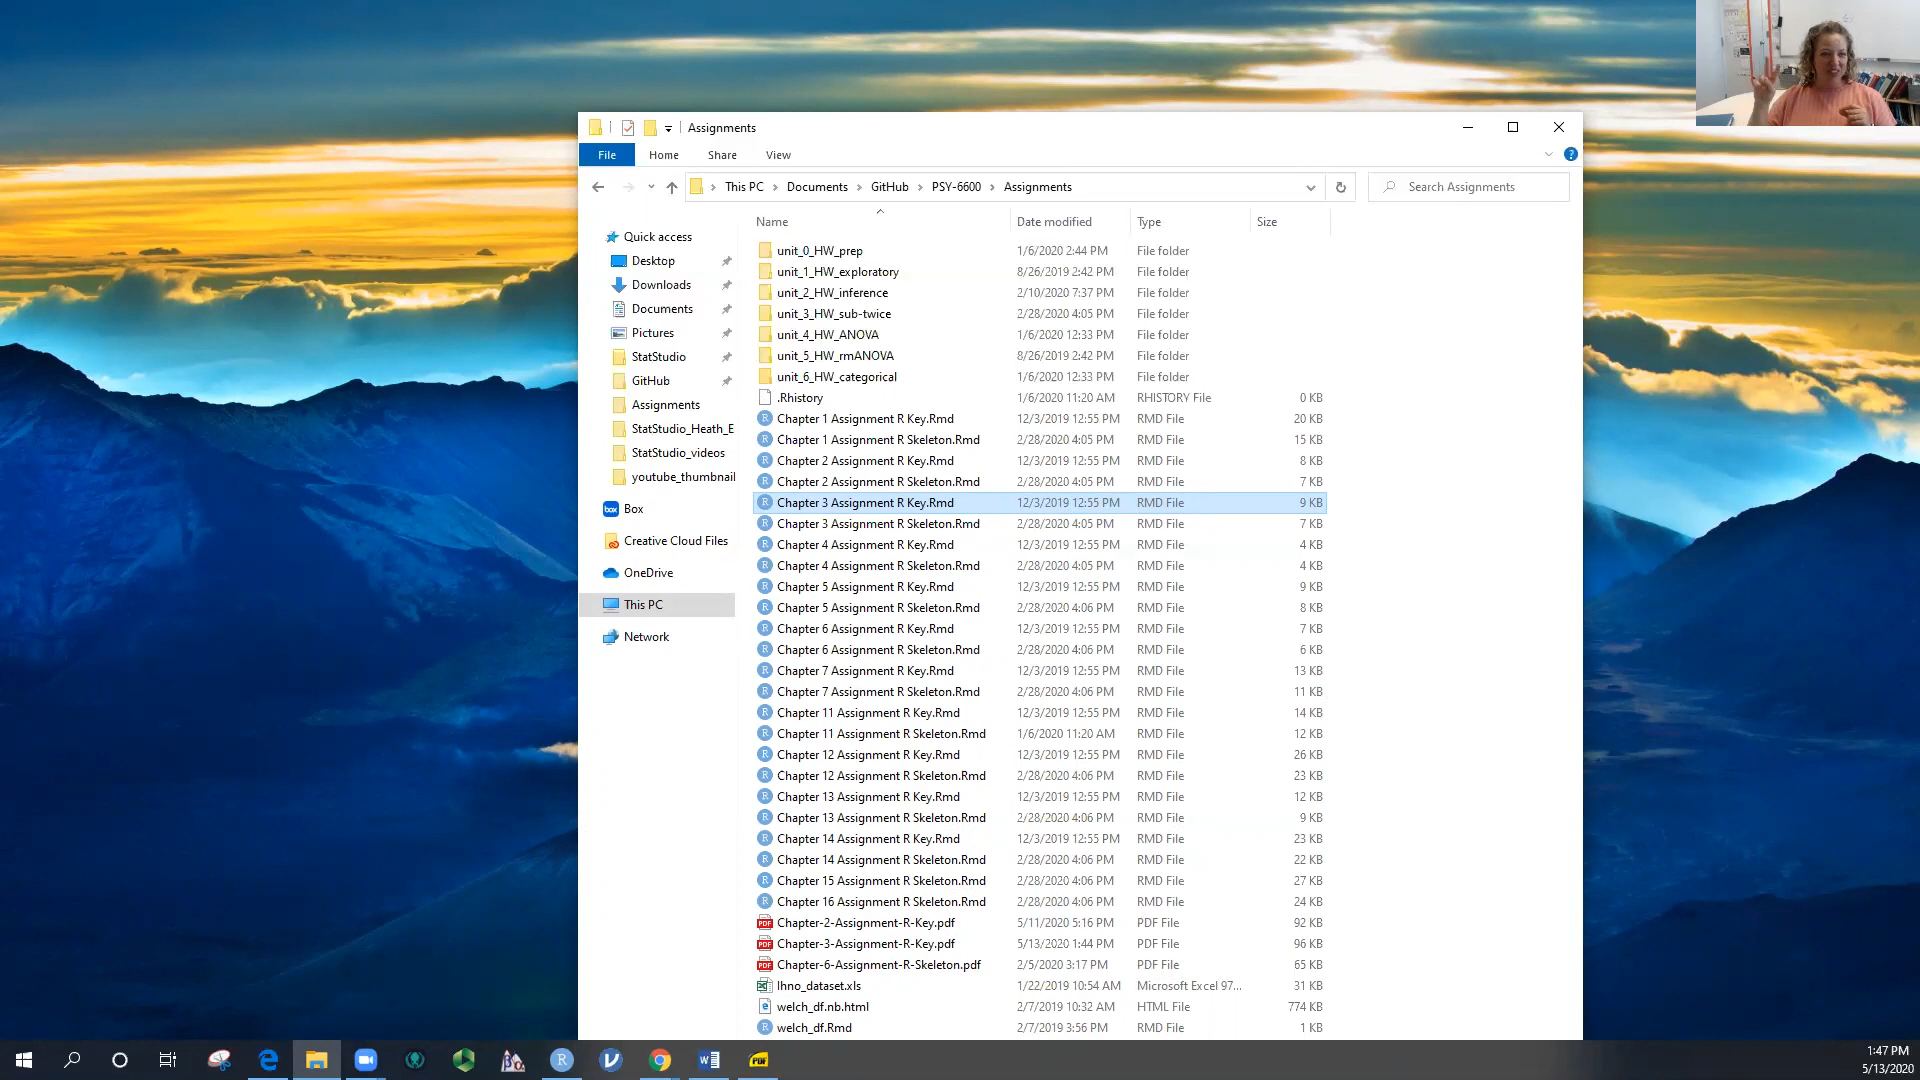 Assignments
File Home Share View
This PC Documents GitHub PSY-6600 Assignments Search Assignments
Name Date modified Type Size
Quick access
Desktop
Downloads
Documents
Pictures
StatStudio
GitHub
Assignments
StatStudio_Heath_E
StatStudio_videos
youtube_thumbnail
Box
Creative Cloud Files
OneDrive
This PC
Network
unit_0_HW_prep 1/6/2020 2:44 PM File folder
unit_1_HW_exploratory 8/26/2019 2:42 PM File folder
unit_2_HW_inference 2/10/2020 7:37 PM File folder
unit_3_HW_sub-twice 2/28/2020 4:05 PM File folder
unit_4_HW_ANOVA 1/6/2020 12:33 PM File folder
unit_5_HW_rmANOVA 8/26/2019 2:42 PM File folder
unit_6_HW_categorical 1/6/2020 12:33 PM File folder
.Rhistory 1/6/2020 11:20 AM RHISTORY File 0 KB
Chapter 1 Assignment R Key.Rmd 12/3/2019 12:55 PM RMD File 20 KB
Chapter 1 Assignment R Skeleton.Rmd 2/28/2020 4:05 PM RMD File 15 KB
Chapter 2 Assignment R Key.Rmd 12/3/2019 12:55 PM RMD File 8 KB
Chapter 2 Assignment R Skeleton.Rmd 2/28/2020 4:05 PM RMD File 7 KB
Chapter 3 Assignment R Key.Rmd 12/3/2019 12:55 PM RMD File 9 KB
Chapter 3 Assignment R Skeleton.Rmd 2/28/2020 4:05 PM RMD File 7 KB
Chapter 4 Assignment R Key.Rmd 12/3/2019 12:55 PM RMD File 4 KB
Chapter 4 Assignment R Skeleton.Rmd 2/28/2020 4:05 PM RMD File 4 KB
Chapter 5 Assignment R Key.Rmd 12/3/2019 12:55 PM RMD File 9 KB
Chapter 5 Assignment R Skeleton.Rmd 2/28/2020 4:06 PM RMD File 8 KB
Chapter 6 Assignment R Key.Rmd 12/3/2019 12:55 PM RMD File 7 KB
Chapter 6 Assignment R Skeleton.Rmd 2/28/2020 4:06 PM RMD File 6 KB
Chapter 7 Assignment R Key.Rmd 12/3/2019 12:55 PM RMD File 13 KB
Chapter 7 Assignment R Skeleton.Rmd 2/28/2020 4:06 PM RMD File 11 KB
Chapter 11 Assignment R Key.Rmd 12/3/2019 12:55 PM RMD File 14 KB
Chapter 11 Assignment R Skeleton.Rmd 1/6/2020 11:20 AM RMD File 12 KB
Chapter 12 Assignment R Key.Rmd 12/3/2019 12:55 PM RMD File 26 KB
Chapter 12 Assignment R Skeleton.Rmd 2/28/2020 4:06 PM RMD File 23 KB
Chapter 13 Assignment R Key.Rmd 12/3/2019 12:55 PM RMD File 12 KB
Chapter 13 Assignment R Skeleton.Rmd 2/28/2020 4:06 PM RMD File 9 KB
Chapter 14 Assignment R Key.Rmd 12/3/2019 12:55 PM RMD File 23 KB
Chapter 14 Assignment R Skeleton.Rmd 2/28/2020 4:06 PM RMD File 22 KB
Chapter 15 Assignment R Skeleton.Rmd 2/28/2020 4:06 PM RMD File 27 KB
Chapter 16 Assignment R Skeleton.Rmd 2/28/2020 4:06 PM RMD File 24 KB
Chapter-2-Assignment-R-Key.pdf 5/11/2020 5:16 PM PDF File 92 KB
Chapter-3-Assignment-R-Key.pdf 5/13/2020 1:44 PM PDF File 96 KB
Chapter-6-Assignment-R-Skeleton.pdf 2/5/2020 3:17 PM PDF File 65 KB
Ihno_dataset.xls 1/22/2019 10:54 AM Microsoft Excel 97... 31 KB
welch_df.nb.html 2/7/2019 10:32 AM HTML File 774 KB
welch_df.Rmd 2/7/2019 3:56 PM RMD File 1 KB
1:47 PM
5/13/2020